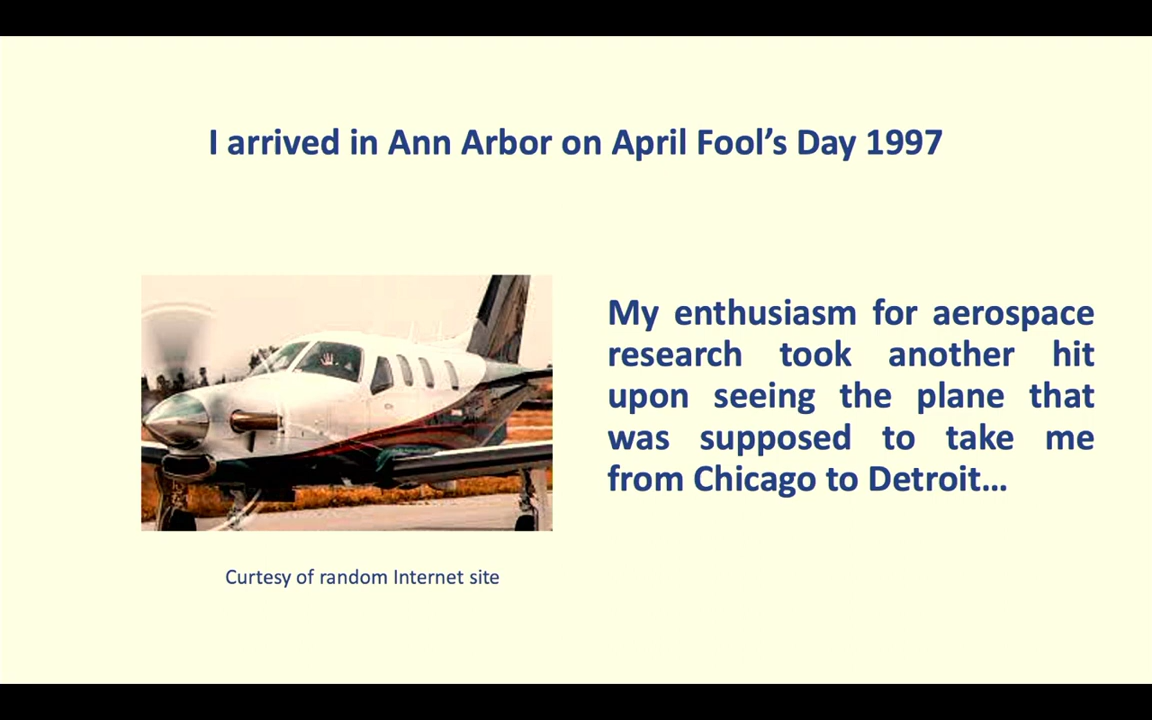 I arrived in Ann Arbor on April Fool’s Day 1997
My enthusiasm for aerospace
research took another hit
upon seeing the plane that
was supposed to take me
from Chicago to Detroit…
Curtesy of random Internet site